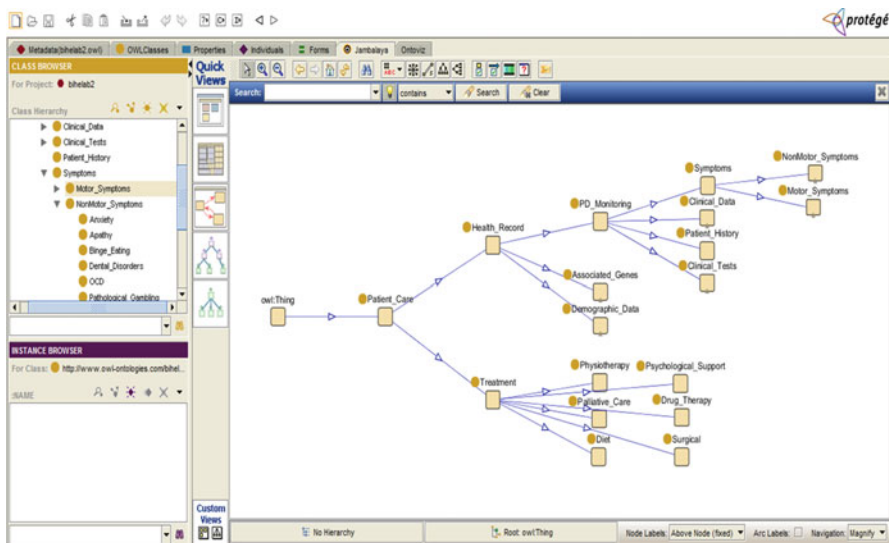 protégé
Metadata(bihelab2.owl) OWLClasses Properties Individuals Forms Jambalaya Ontoviz
CLASS BROWSER
For Project: bihelab2
Class Hierarchy
Clinical_Data
Clinical_Tests
Patient_History
Symptoms
Motor_Symptoms
NonMotor_Symptoms
Anxiety
Apathy
Binge_Eating
Dental_Disorders
OCD
Pathological_Gambling
INSTANCE BROWSER
For Class: http://www.owl-ontologies.com/bihel...
:NAME
Quick
Views
Custom
Views
Search: contains Search Clear
owl:Thing
Patient_Care
Health_Record
Treatment
PD_Monitoring
Associated_Genes
Demographic_Data
Symptoms
Clinical_Data
Patient_History
Clinical_Tests
NonMotor_Symptoms
Motor_Symptoms
Physiotherapy
Psychological_Support
Palliative_Care
Drug_Therapy
Diet
Surgical
No Hierarchy Root: owl:Thing Node Labels: Above Node (fixed) Arc Labels: Navigation: Magnify